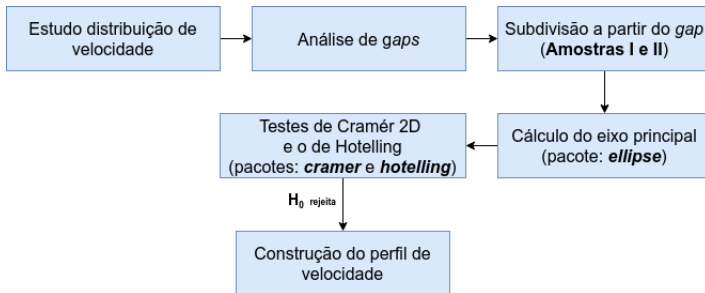 Estudo distribuição de
velocidade
Análise de gaps
Subdivisão a partir do gap
(Amostras I e II)
Cálculo do eixo principal
(pacote: ellipse)
Testes de Cramér 2D
e o de Hotelling
(pacotes: cramer e hotelling)
H₀ rejeita
Construção do perfil de
velocidade